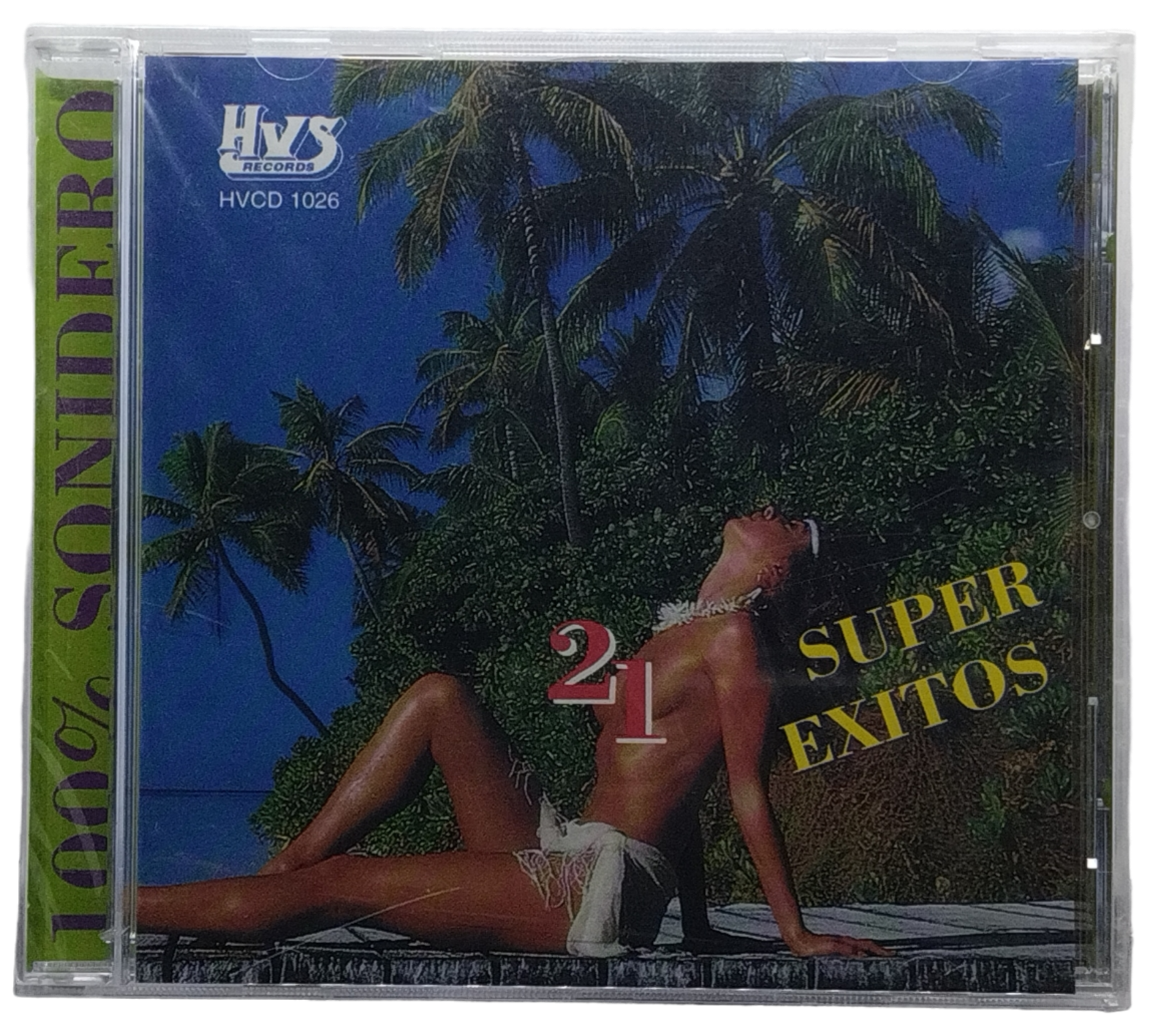 100% SONIDERO
HVS
RECORDS
HVCD 1026
21
SUPER
EXITOS